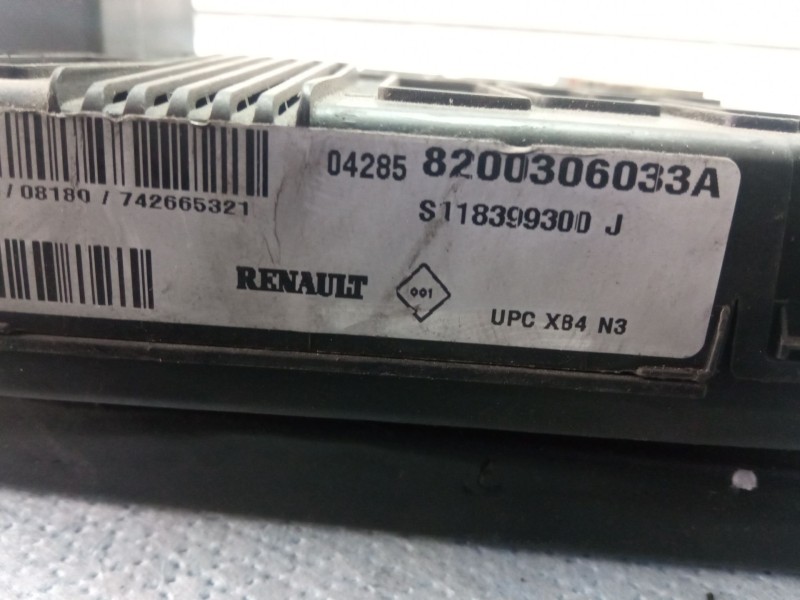 04285 8200306033A
/ 08180 / 742665321
S118399300 J
RENAULT
001
UPC X84 N3